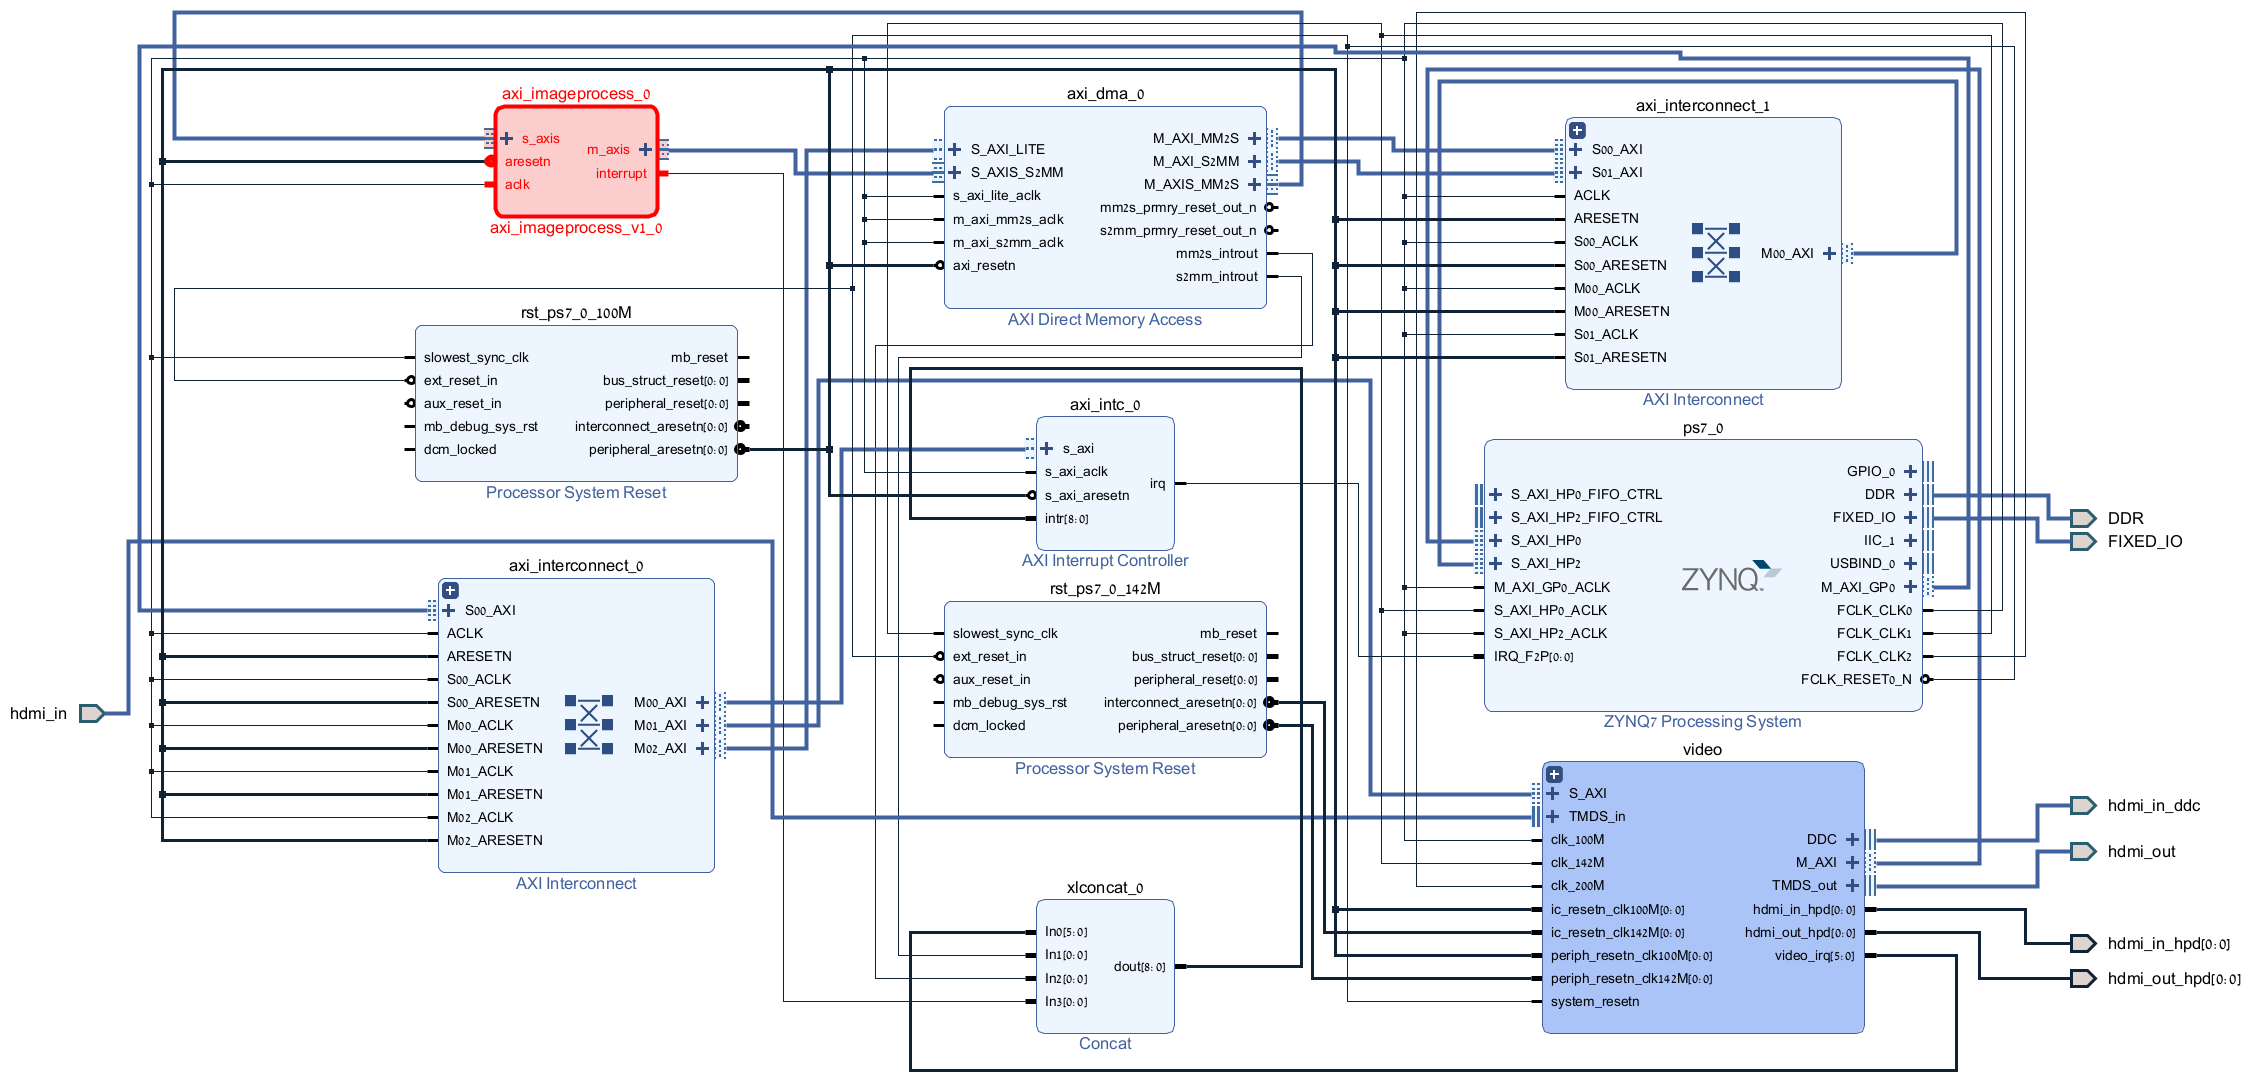 axi_imageprocess_0
s_axis
aresetn
aclk
m_axis
interrupt
axi_imageprocess_v1_0
axi_dma_0
S_AXI_LITE
S_AXIS_S2MM
s_axi_lite_aclk
m_axi_mm2s_aclk
m_axi_s2mm_aclk
axi_resetn
M_AXI_MM2S
M_AXI_S2MM
M_AXIS_MM2S
mm2s_prmry_reset_out_n
s2mm_prmry_reset_out_n
mm2s_introut
s2mm_introut
AXI Direct Memory Access
axi_interconnect_1
S00_AXI
S01_AXI
ACLK
ARESETN
S00_ACLK
S00_ARESETN
M00_ACLK
M00_ARESETN
S01_ACLK
S01_ARESETN
M00_AXI
AXI Interconnect
rst_ps7_0_100M
slowest_sync_clk
ext_reset_in
aux_reset_in
mb_debug_sys_rst
dcm_locked
mb_reset
bus_struct_reset[0:0]
peripheral_reset[0:0]
interconnect_aresetn[0:0]
peripheral_aresetn[0:0]
Processor System Reset
axi_intc_0
s_axi
s_axi_aclk
s_axi_aresetn
intr[8:0]
irq
AXI Interrupt Controller
ps7_0
S_AXI_HP0_FIFO_CTRL
S_AXI_HP2_FIFO_CTRL
S_AXI_HP0
S_AXI_HP2
M_AXI_GP0_ACLK
S_AXI_HP0_ACLK
S_AXI_HP2_ACLK
IRQ_F2P[0:0]
ZYNQ
GPIO_0
DDR
FIXED_IO
IIC_1
USBIND_0
M_AXI_GP0
FCLK_CLK0
FCLK_CLK1
FCLK_CLK2
FCLK_RESET0_N
ZYNQ7 Processing System
DDR
FIXED_IO
hdmi_in
axi_interconnect_0
S00_AXI
ACLK
ARESETN
S00_ACLK
S00_ARESETN
M00_ACLK
M00_ARESETN
M01_ACLK
M01_ARESETN
M02_ACLK
M02_ARESETN
M00_AXI
M01_AXI
M02_AXI
AXI Interconnect
rst_ps7_0_142M
slowest_sync_clk
ext_reset_in
aux_reset_in
mb_debug_sys_rst
dcm_locked
mb_reset
bus_struct_reset[0:0]
peripheral_reset[0:0]
interconnect_aresetn[0:0]
peripheral_aresetn[0:0]
Processor System Reset
video
S_AXI
TMDS_in
clk_100M
clk_142M
clk_200M
ic_resetn_clk100M[0:0]
ic_resetn_clk142M[0:0]
periph_resetn_clk100M[0:0]
periph_resetn_clk142M[0:0]
system_resetn
DDC
M_AXI
TMDS_out
hdmi_in_hpd[0:0]
hdmi_out_hpd[0:0]
video_irq[5:0]
hdmi_in_ddc
hdmi_out
hdmi_in_hpd[0:0]
hdmi_out_hpd[0:0]
xlconcat_0
In0[5:0]
In1[0:0]
In2[0:0]
In3[0:0]
dout[8:0]
Concat